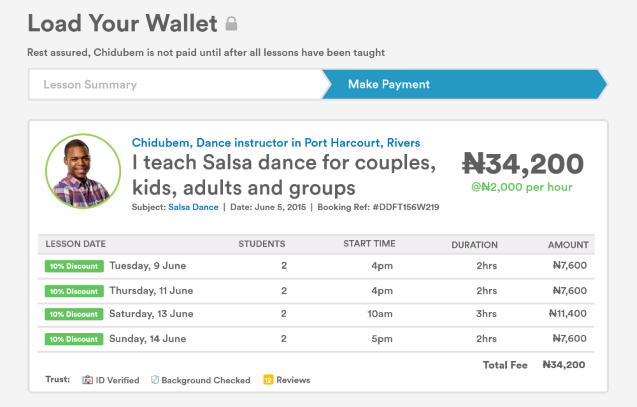 Load Your Wallet
Rest assured, Chidubem is not paid until after all lessons have been taught
Lesson Summary
Make Payment
Chidubem, Dance instructor in Port Harcourt, Rivers
I teach Salsa dance for couples,
kids, adults and groups
₦34,200
@₦2,000 per hour
Subject: Salsa Dance | Date: June 5, 2015 | Booking Ref: #DDFT156W219
LESSON DATE STUDENTS START TIME DURATION AMOUNT
10% Discount Tuesday, 9 June 2 4pm 2hrs ₦7,600
10% Discount Thursday, 11 June 2 4pm 2hrs ₦7,600
10% Discount Saturday, 13 June 2 10am 3hrs ₦11,400
10% Discount Sunday, 14 June 2 5pm 2hrs ₦7,600
Total Fee ₦34,200
Trust: ID Verified Background Checked 12 Reviews